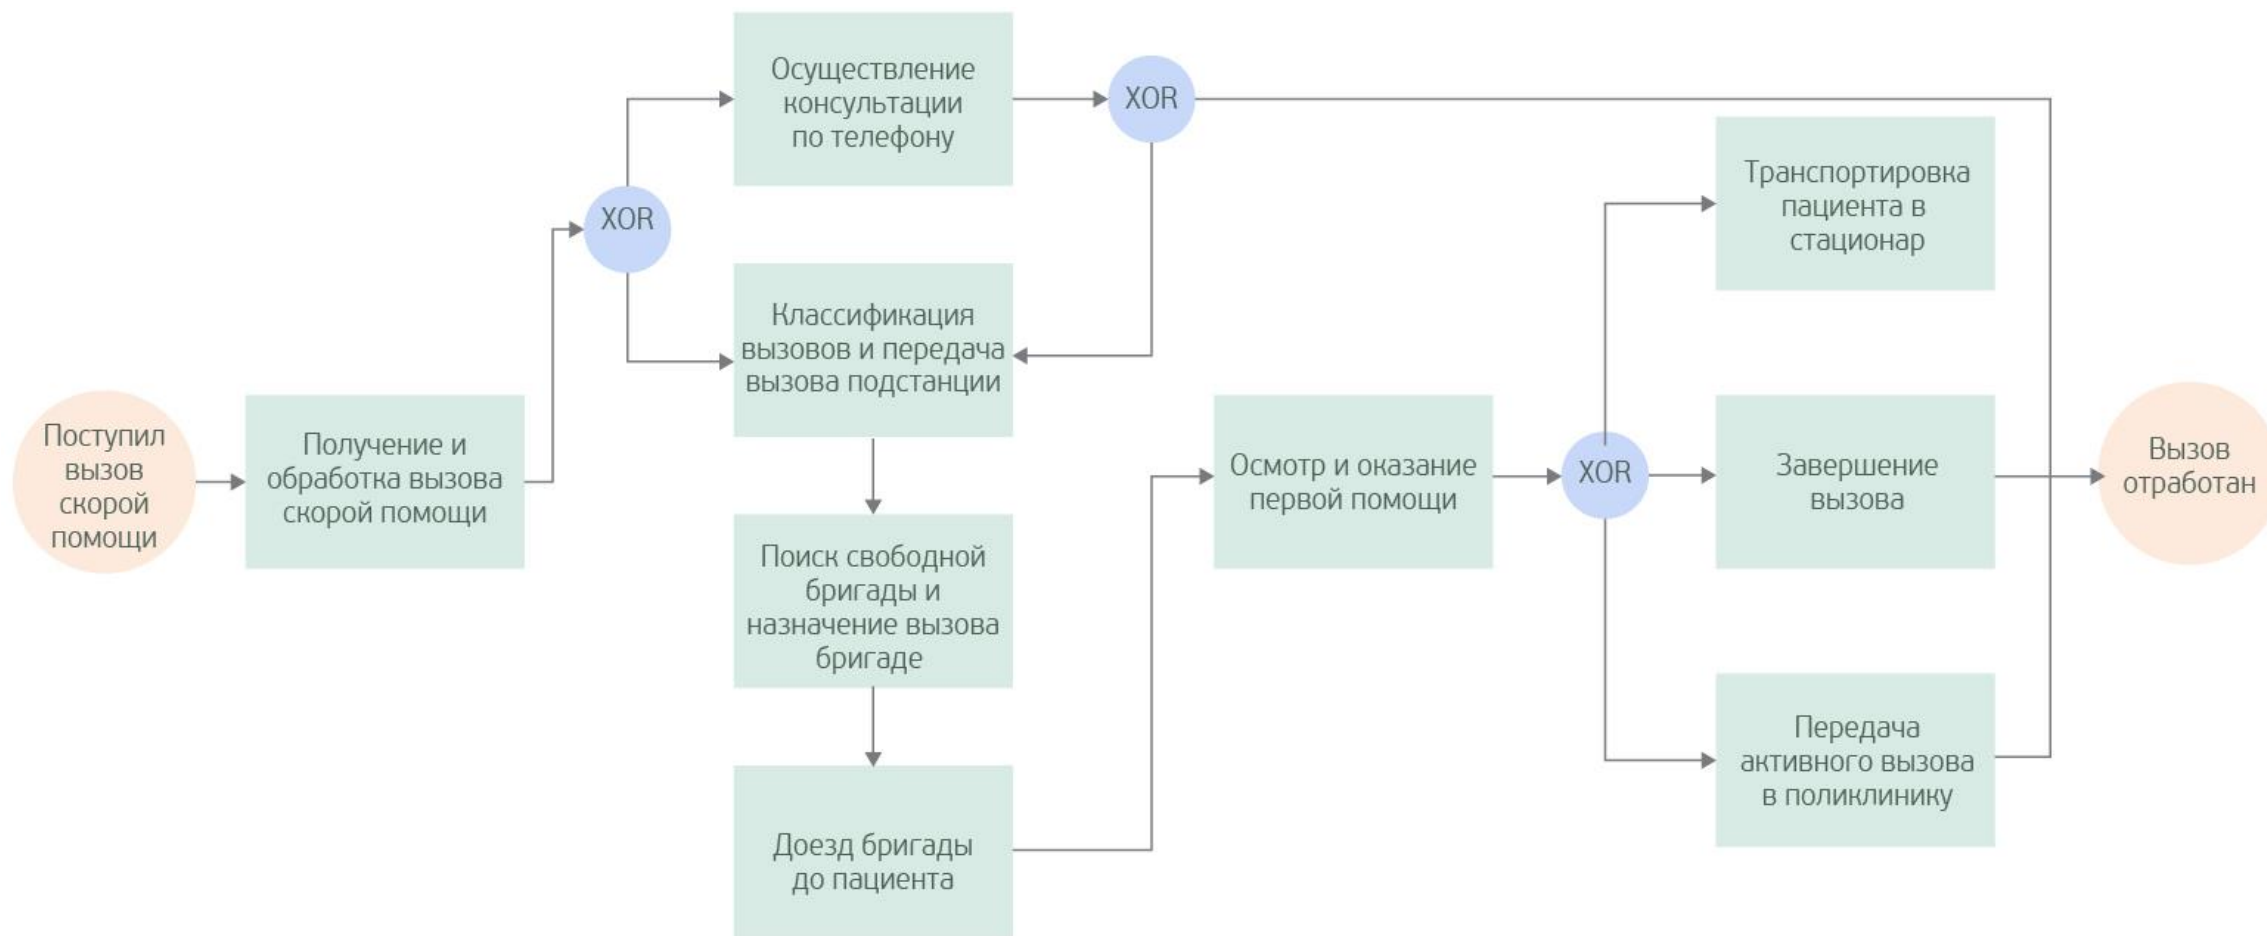 Поступил
вызов
скорой
помощи
Получение и
обработка вызова
скорой помощи
XOR
Осуществление
консультации
по телефону
XOR
Классификация
вызовов и передача
вызова подстанции
Поиск свободной
бригады и
назначение вызова
бригаде
Доезд бригады
до пациента
Осмотр и оказание
первой помощи
XOR
Транспортировка
пациента в
стационар
Завершение
вызова
Передача
активного вызова
в поликлинику
Вызов
отработан